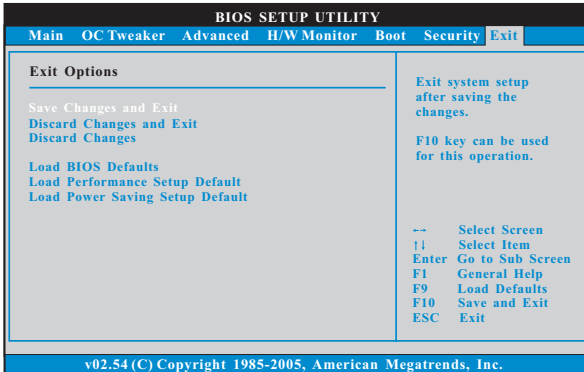 BIOS SETUP UTILITY
Main OC Tweaker Advanced H/W Monitor Boot Security Exit
Exit Options
Save Changes and Exit
Discard Changes and Exit
Discard Changes
Load BIOS Defaults
Load Performance Setup Default
Load Power Saving Setup Default
Exit system setup
after saving the
changes.
F10 key can be used
for this operation.
←→ Select Screen
↑↓ Select Item
Enter Go to Sub Screen
F1 General Help
F9 Load Defaults
F10 Save and Exit
ESC Exit
v02.54 (C) Copyright 1985-2005, American Megatrends, Inc.